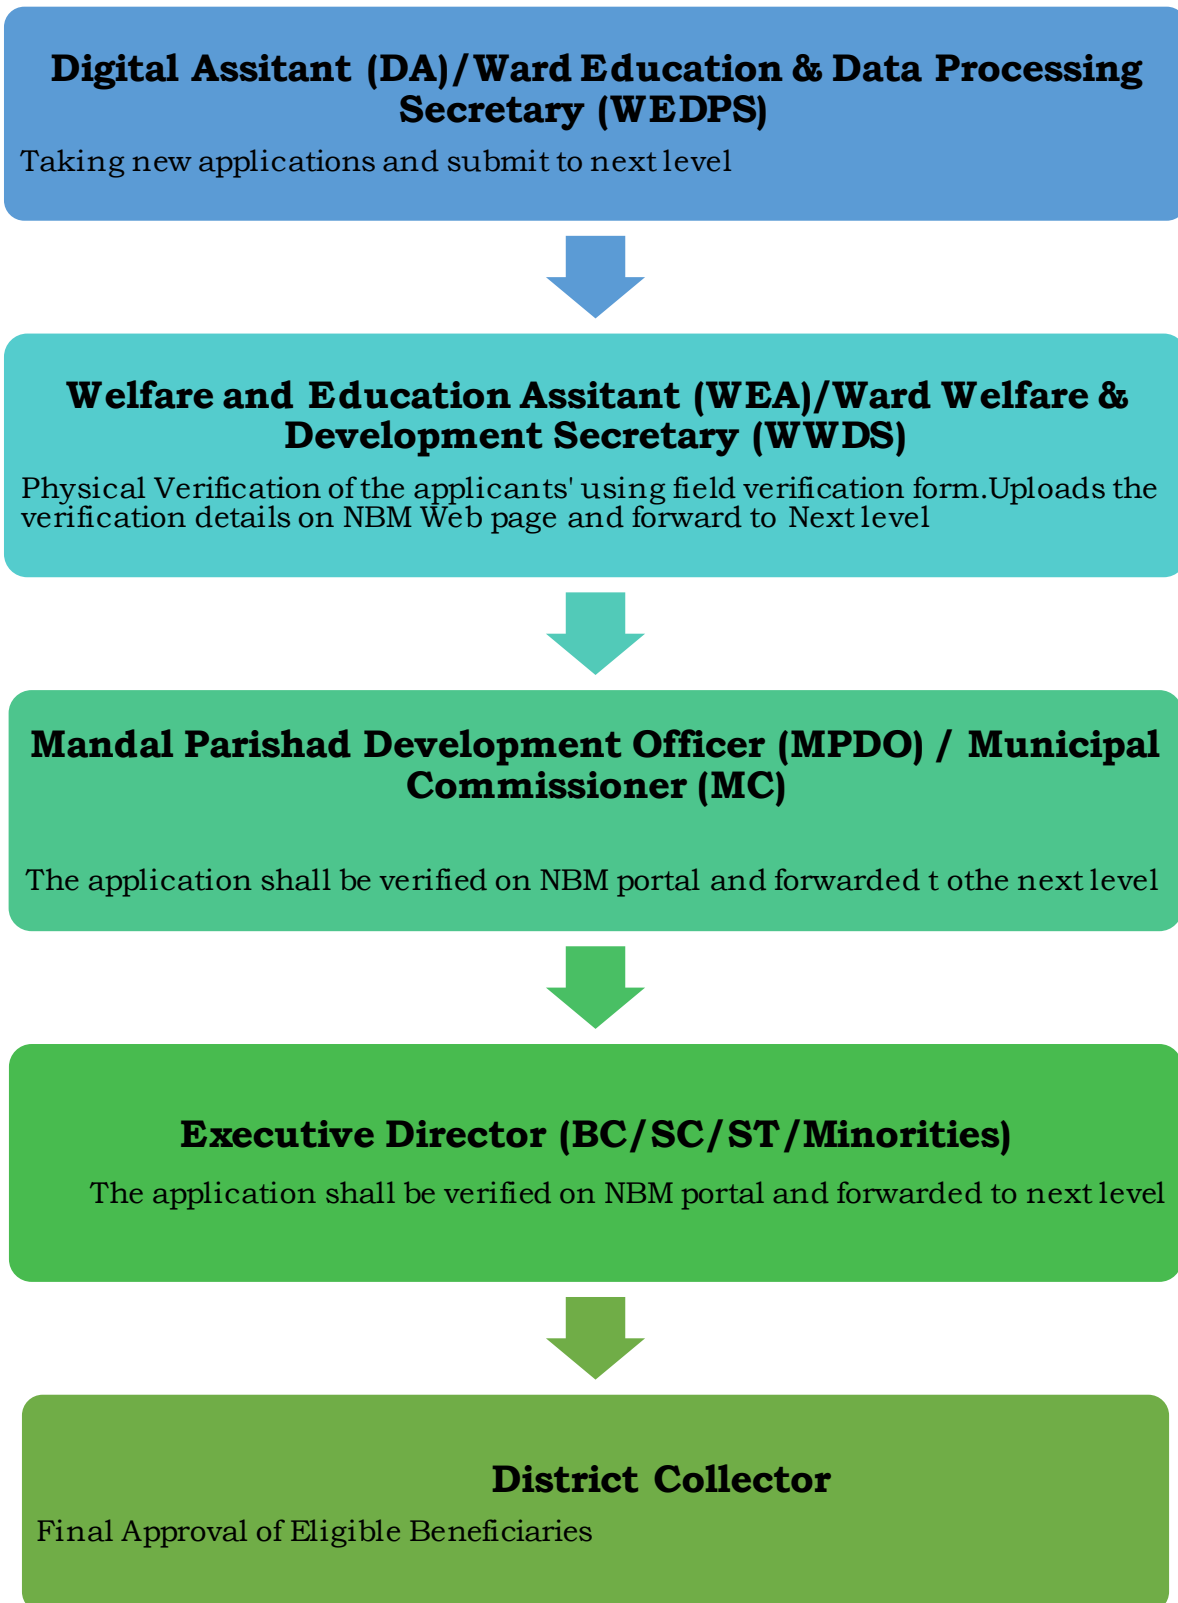 Digital Assitant (DA)/Ward Education & Data Processing
Secretary (WEDPS)
Taking new applications and submit to next level
Welfare and Education Assitant (WEA)/Ward Welfare &
Development Secretary (WWDS)
Physical Verification of the applicants' using field verification form.Uploads the
verification details on NBM Web page and forward to Next level
Mandal Parishad Development Officer (MPDO) / Municipal
Commissioner (MC)
The application shall be verified on NBM portal and forwarded t othe next level
Executive Director (BC/SC/ST/Minorities)
The application shall be verified on NBM portal and forwarded to next level
District Collector
Final Approval of Eligible Beneficiaries